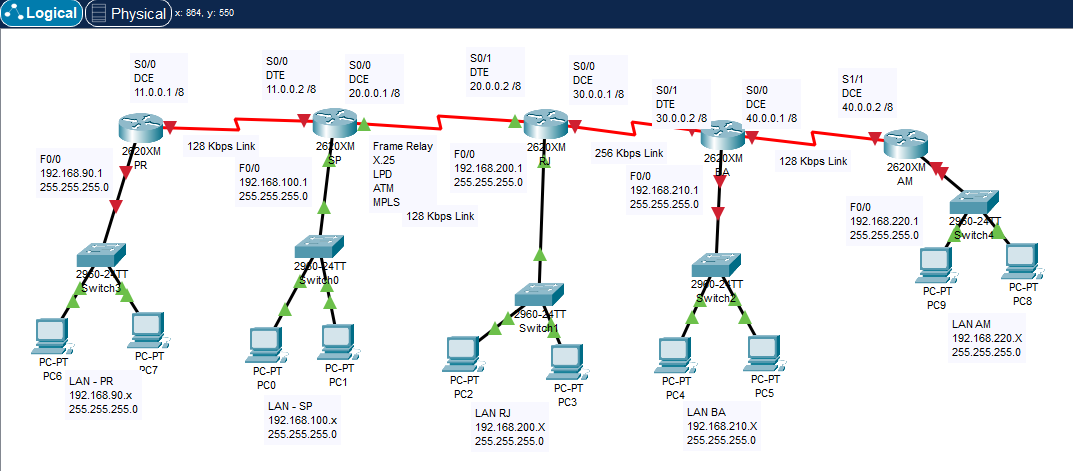 Logical
Physical
x: 864, y: 550
S0/0
DCE
11.0.0.1 /8
S0/0
DTE
11.0.0.2 /8
S0/0
DCE
20.0.0.1 /8
S0/1
DTE
20.0.0.2 /8
S0/0
DCE
30.0.0.1 /8
S0/1
DTE
30.0.0.2 /8
S0/0
DCE
40.0.0.1 /8
S1/1
DCE
40.0.0.2 /8
2620XM
PR
128 Kbps Link
2620XM
SP
Frame Relay
X.25
LPD
ATM
MPLS
128 Kbps Link
2620XM
RJ
256 Kbps Link
2620XM
BA
128 Kbps Link
2620XM
AM
F0/0
192.168.90.1
255.255.255.0
F0/0
192.168.100.1
255.255.255.0
F0/0
192.168.200.1
255.255.255.0
F0/0
192.168.210.1
255.255.255.0
F0/0
192.168.220.1
255.255.255.0
2960-24TT
Switch3
2960-24TT
Switch0
2960-24TT
Switch1
2960-24TT
Switch2
2960-24TT
Switch4
PC-PT
PC6
PC-PT
PC7
PC-PT
PC0
PC-PT
PC1
PC-PT
PC2
PC-PT
PC3
PC-PT
PC4
PC-PT
PC5
PC-PT
PC9
PC-PT
PC8
LAN - PR
192.168.90.x
255.255.255.0
LAN - SP
192.168.100.x
255.255.255.0
LAN RJ
192.168.200.X
255.255.255.0
LAN BA
192.168.210.X
255.255.255.0
LAN AM
192.168.220.X
255.255.255.0